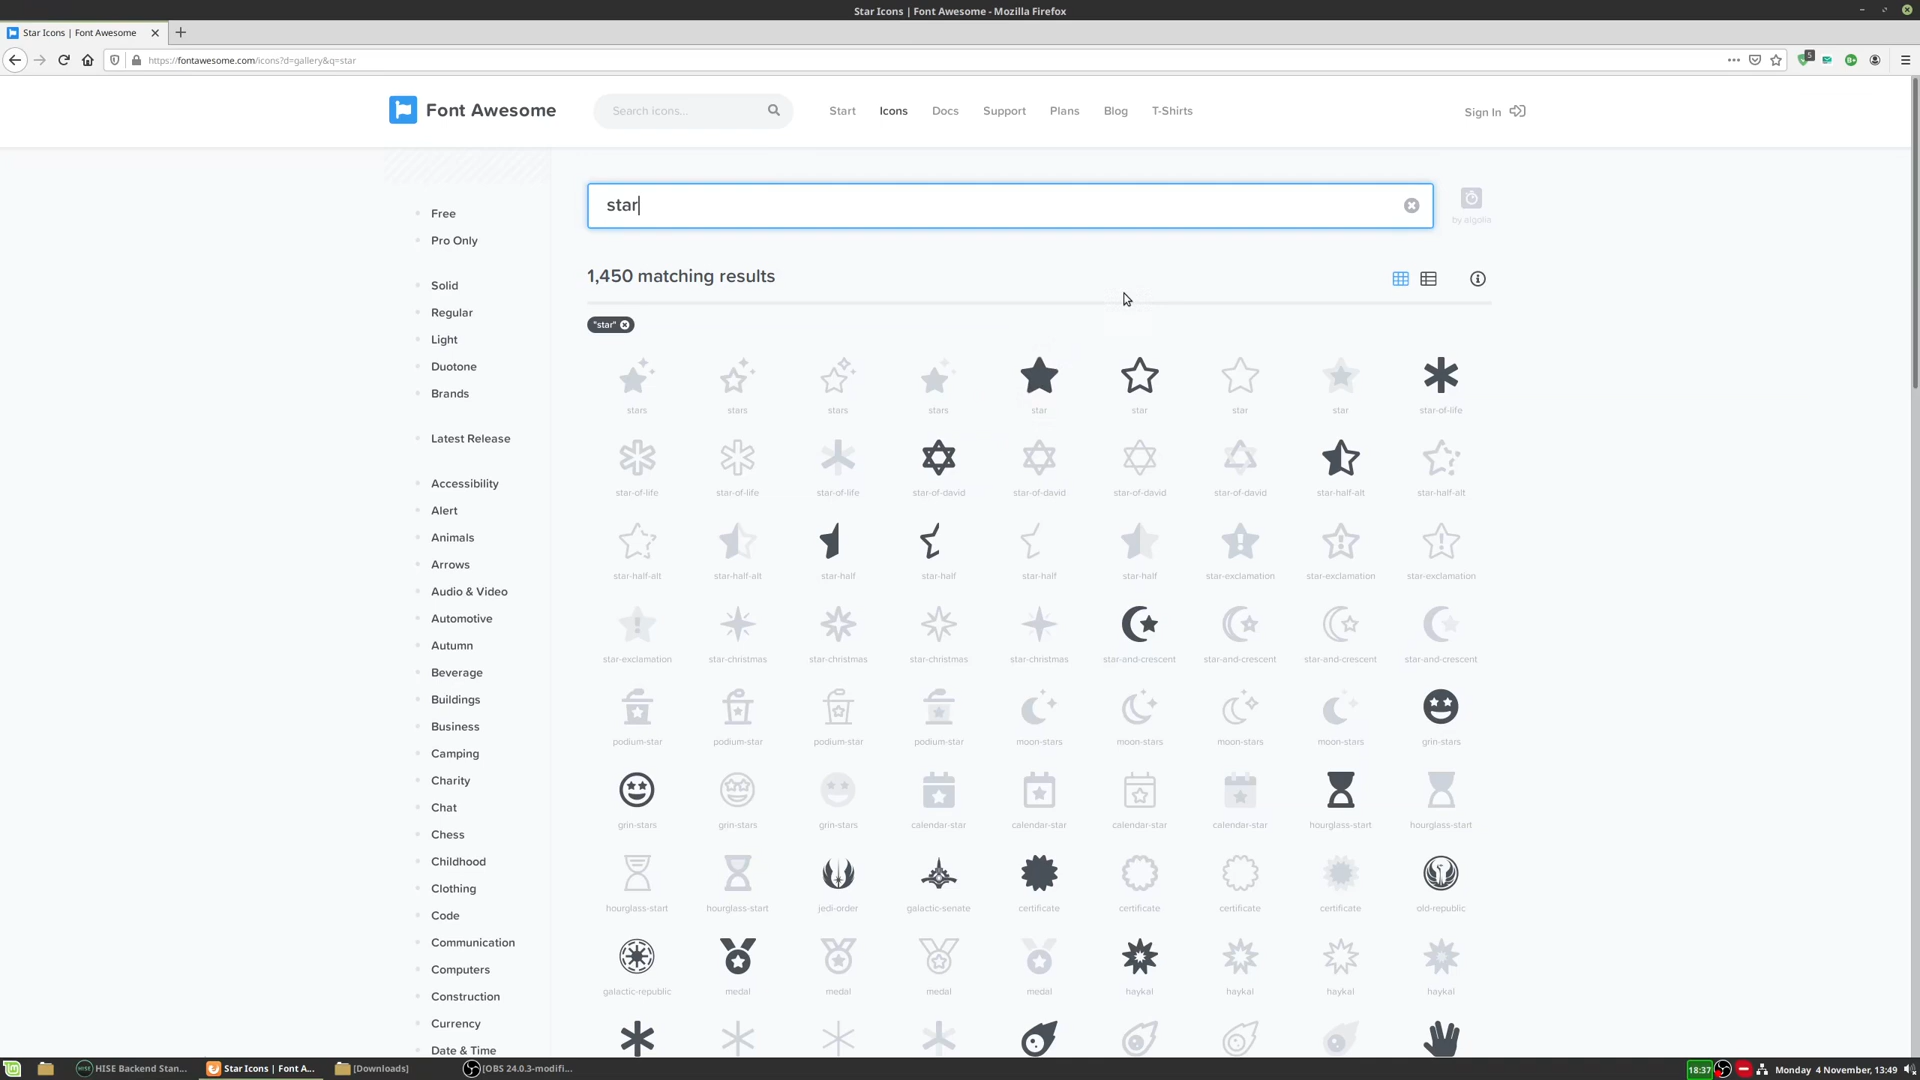 Star Icons | Font Awesome - Mozilla Firefox
Star Icons | Font Awesome
https://fontawesome.com/icons?d=gallery&q=star
5
Font Awesome
Search icons...
Start
Icons
Docs
Support
Plans
Blog
T-Shirts
Sign In
star
by algolia
1,450 matching results
"star"
Free
Pro Only
Solid
Regular
Light
Duotone
Brands
Latest Release
Accessibility
Alert
Animals
Arrows
Audio & Video
Automotive
Autumn
Beverage
Buildings
Business
Camping
Charity
Chat
Chess
Childhood
Clothing
Code
Communication
Computers
Construction
Currency
Date & Time
stars stars stars stars star star star star star-of-life
star-of-life star-of-life star-of-life star-of-david star-of-david star-of-david star-of-david star-half-alt star-half-alt
star-half-alt star-half-alt star-half star-half star-half star-half star-exclamation star-exclamation star-exclamation
star-exclamation star-christmas star-christmas star-christmas star-christmas star-and-crescent star-and-crescent star-and-crescent star-and-crescent
podium-star podium-star podium-star podium-star moon-stars moon-stars moon-stars moon-stars grin-stars
grin-stars grin-stars grin-stars calendar-star calendar-star calendar-star calendar-star hourglass-start hourglass-start
hourglass-start hourglass-start jedi-order galactic-senate certificate certificate certificate certificate old-republic
galactic-republic medal medal medal medal haykal haykal haykal haykal
HISE Backend Stan...
Star Icons | Font A...
[Downloads]
[OBS 24.0.3-modifi...
18:37
Monday 4 November, 13:49